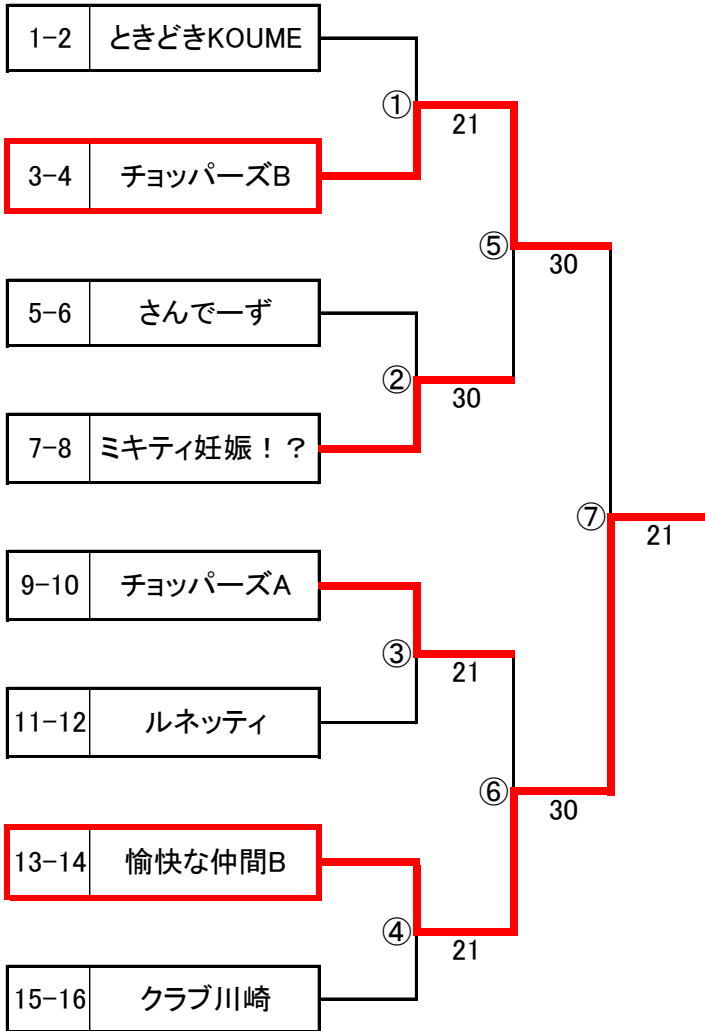 1-2 ときどきKOUME
①
21
3-4 チョッパーズB
⑤
30
5-6 さんでーず
②
30
7-8 ミキティ妊娠！？
⑦
21
9-10 チョッパーズA
③
21
11-12 ルネッティ
⑥
30
13-14 愉快な仲間B
④
21
15-16 クラブ川崎